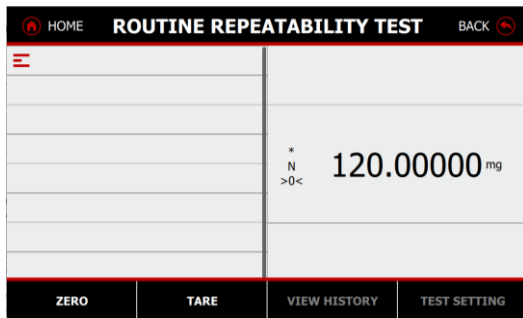 HOME ROUTINE REPEATABILITY TEST BACK
*
N
>0<
120.00000 mg
ZERO TARE VIEW HISTORY TEST SETTING